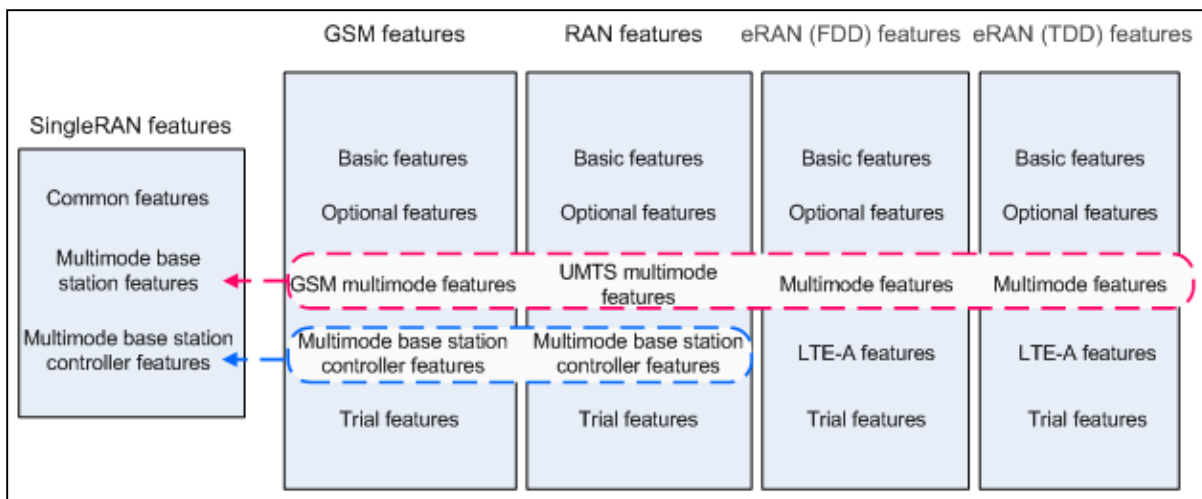 GSM features
RAN features
eRAN (FDD) features
eRAN (TDD) features
SingleRAN features
Common features
Multimode base
station features
Multimode base station
controller features
Basic features
Optional features
GSM multimode features
Multimode base station
controller features
Trial features
Basic features
Optional features
UMTS multimode
features
Multimode base station
controller features
Trial features
Basic features
Optional features
Multimode features
LTE-A features
Trial features
Basic features
Optional features
Multimode features
LTE-A features
Trial features